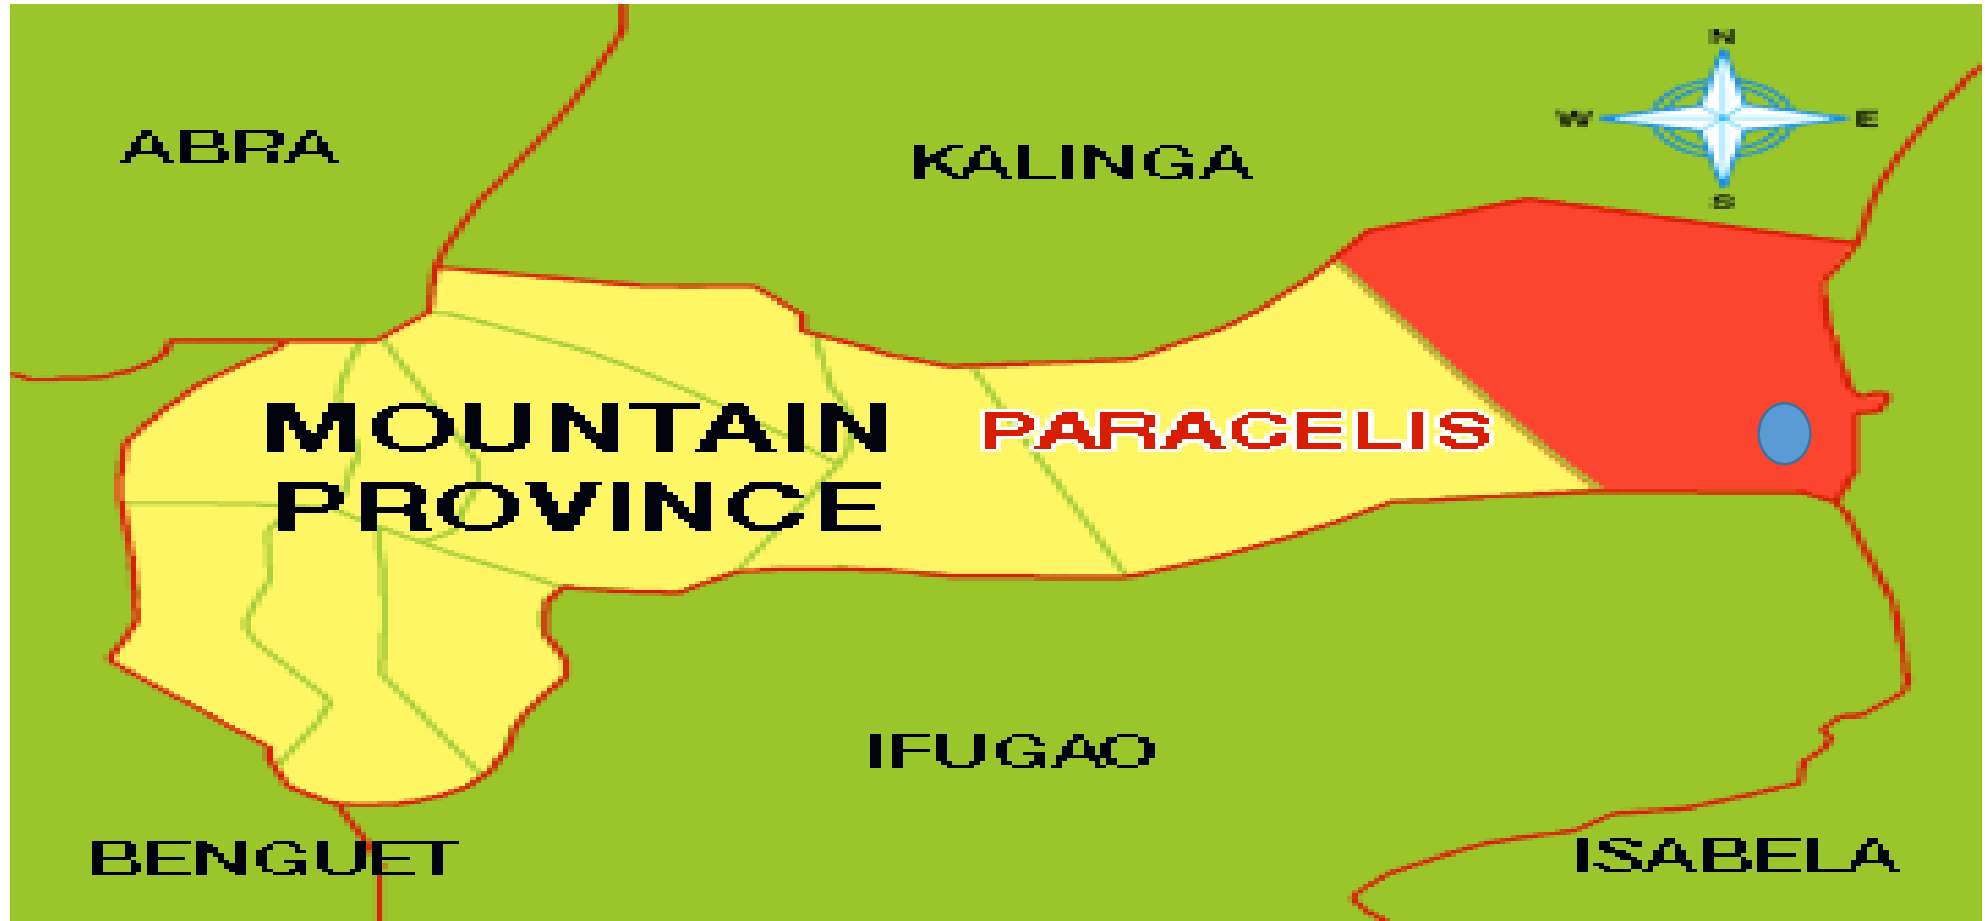 N
W
E
S
ABRA
KALINGA
MOUNTAIN
PROVINCE
PARACELIS
IFUGAO
BENGUET
ISABELA